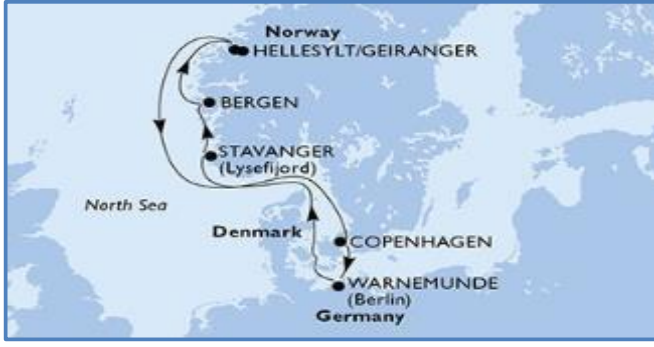 Norway
HELLESYLT/GEIRANGER
BERGEN
STAVANGER
(Lysefijord)
North Sea
Denmark
COPENHAGEN
WARNEMUNDE
(Berlin)
Germany